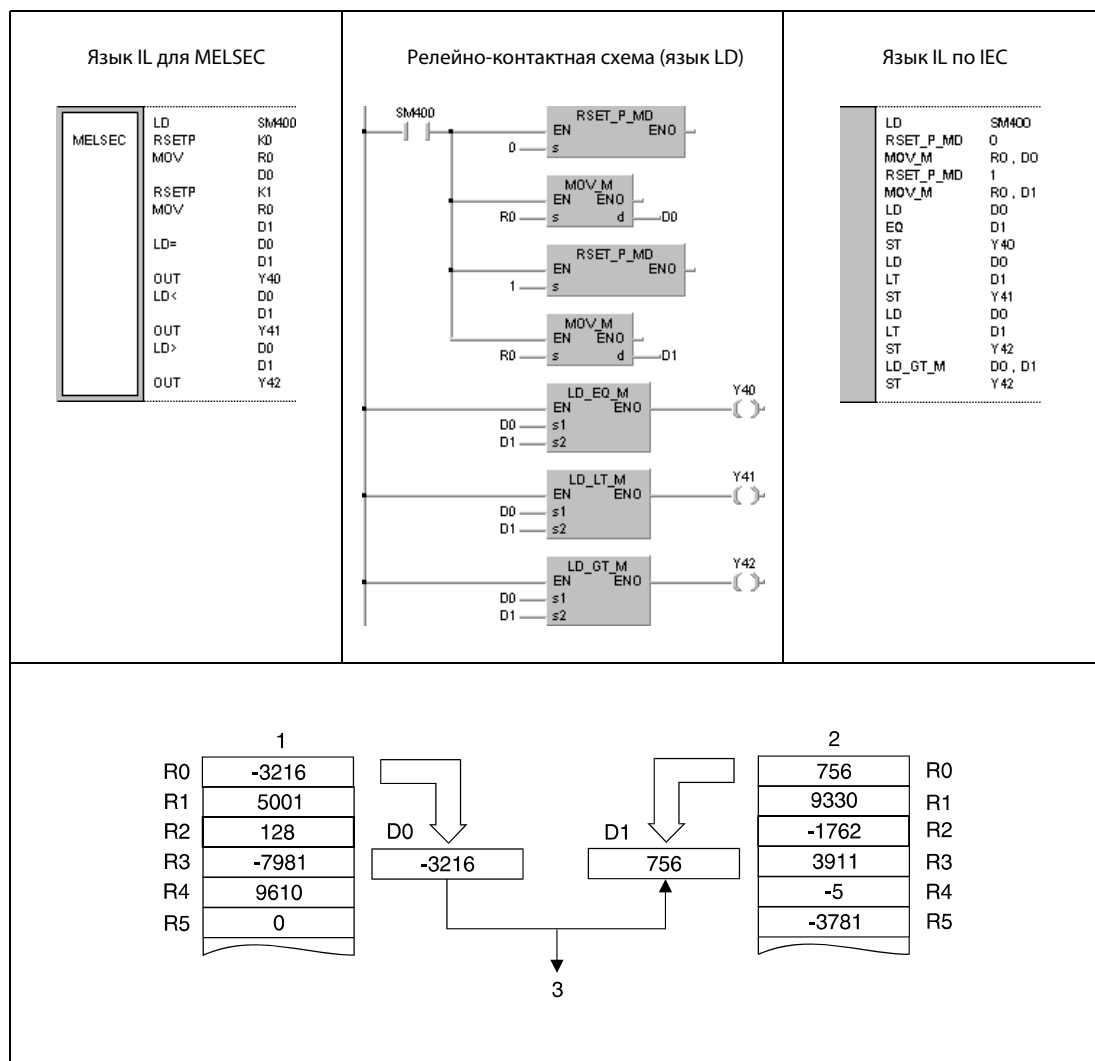 Язык IL для MELSEC
MELSEC
LD SM400
RSETP K0
MOV R0
D0
RSETP K1
MOV R0
D1
LD= D0
D1
OUT Y40
LD< D0
D1
OUT Y41
LD> D0
D1
OUT Y42
Релейно-контактная схема (язык LD)
SM400
RSET_P_MD
EN ENO
0 s
MOV_M
EN ENO
R0 s d D0
RSET_P_MD
EN ENO
1 s
MOV_M
EN ENO
R0 s d D1
LD_EQ_M Y40
EN ENO
D0 s1
D1 s2
LD_LT_M Y41
EN ENO
D0 s1
D1 s2
LD_GT_M Y42
EN ENO
D0 s1
D1 s2
Язык IL по IEC
LD SM400
RSET_P_MD 0
MOV_M R0 , D0
RSET_P_MD 1
MOV_M R0 , D1
LD D0
EQ D1
ST Y40
LD D0
LT D1
ST Y41
LD D0
LT D1
ST Y42
LD_GT_M D0 , D1
ST Y42
1
R0 -3216
R1 5001
R2 128
R3 -7981
R4 9610
R5 0
D0
-3216
D1
756
3
2
756 R0
9330 R1
-1762 R2
3911 R3
-5 R4
-3781 R5